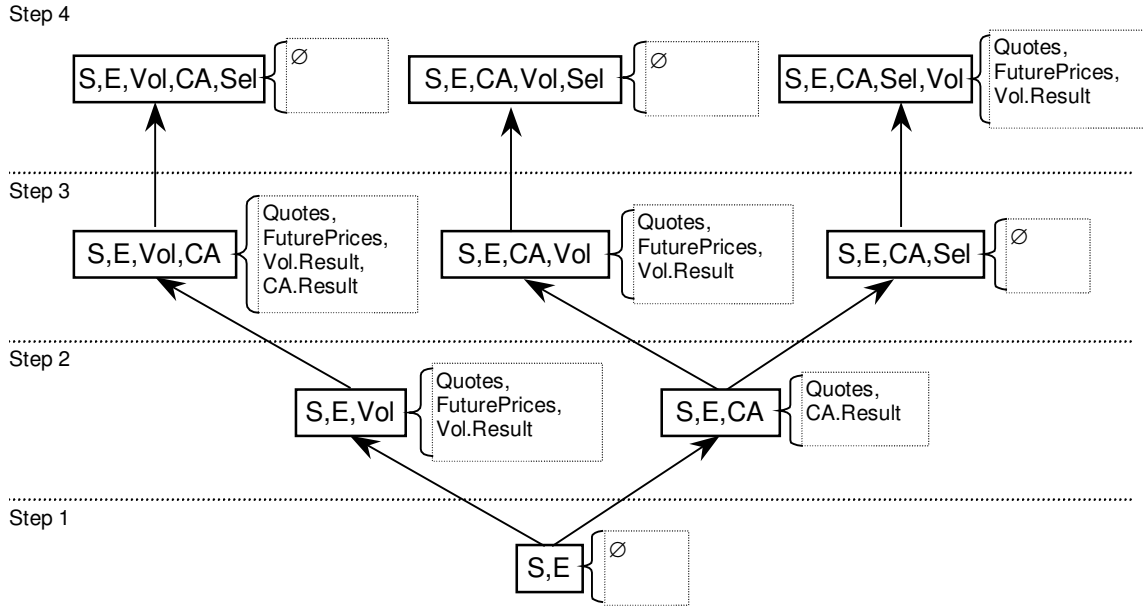 Step 4
S,E,Vol,CA,Sel
∅
S,E,CA,Vol,Sel
∅
S,E,CA,Sel,Vol
Quotes,
FuturePrices,
Vol.Result
Step 3
S,E,Vol,CA
Quotes,
FuturePrices,
Vol.Result,
CA.Result
S,E,CA,Vol
Quotes,
FuturePrices,
Vol.Result
S,E,CA,Sel
∅
Step 2
S,E,Vol
Quotes,
FuturePrices,
Vol.Result
S,E,CA
Quotes,
CA.Result
Step 1
S,E
∅